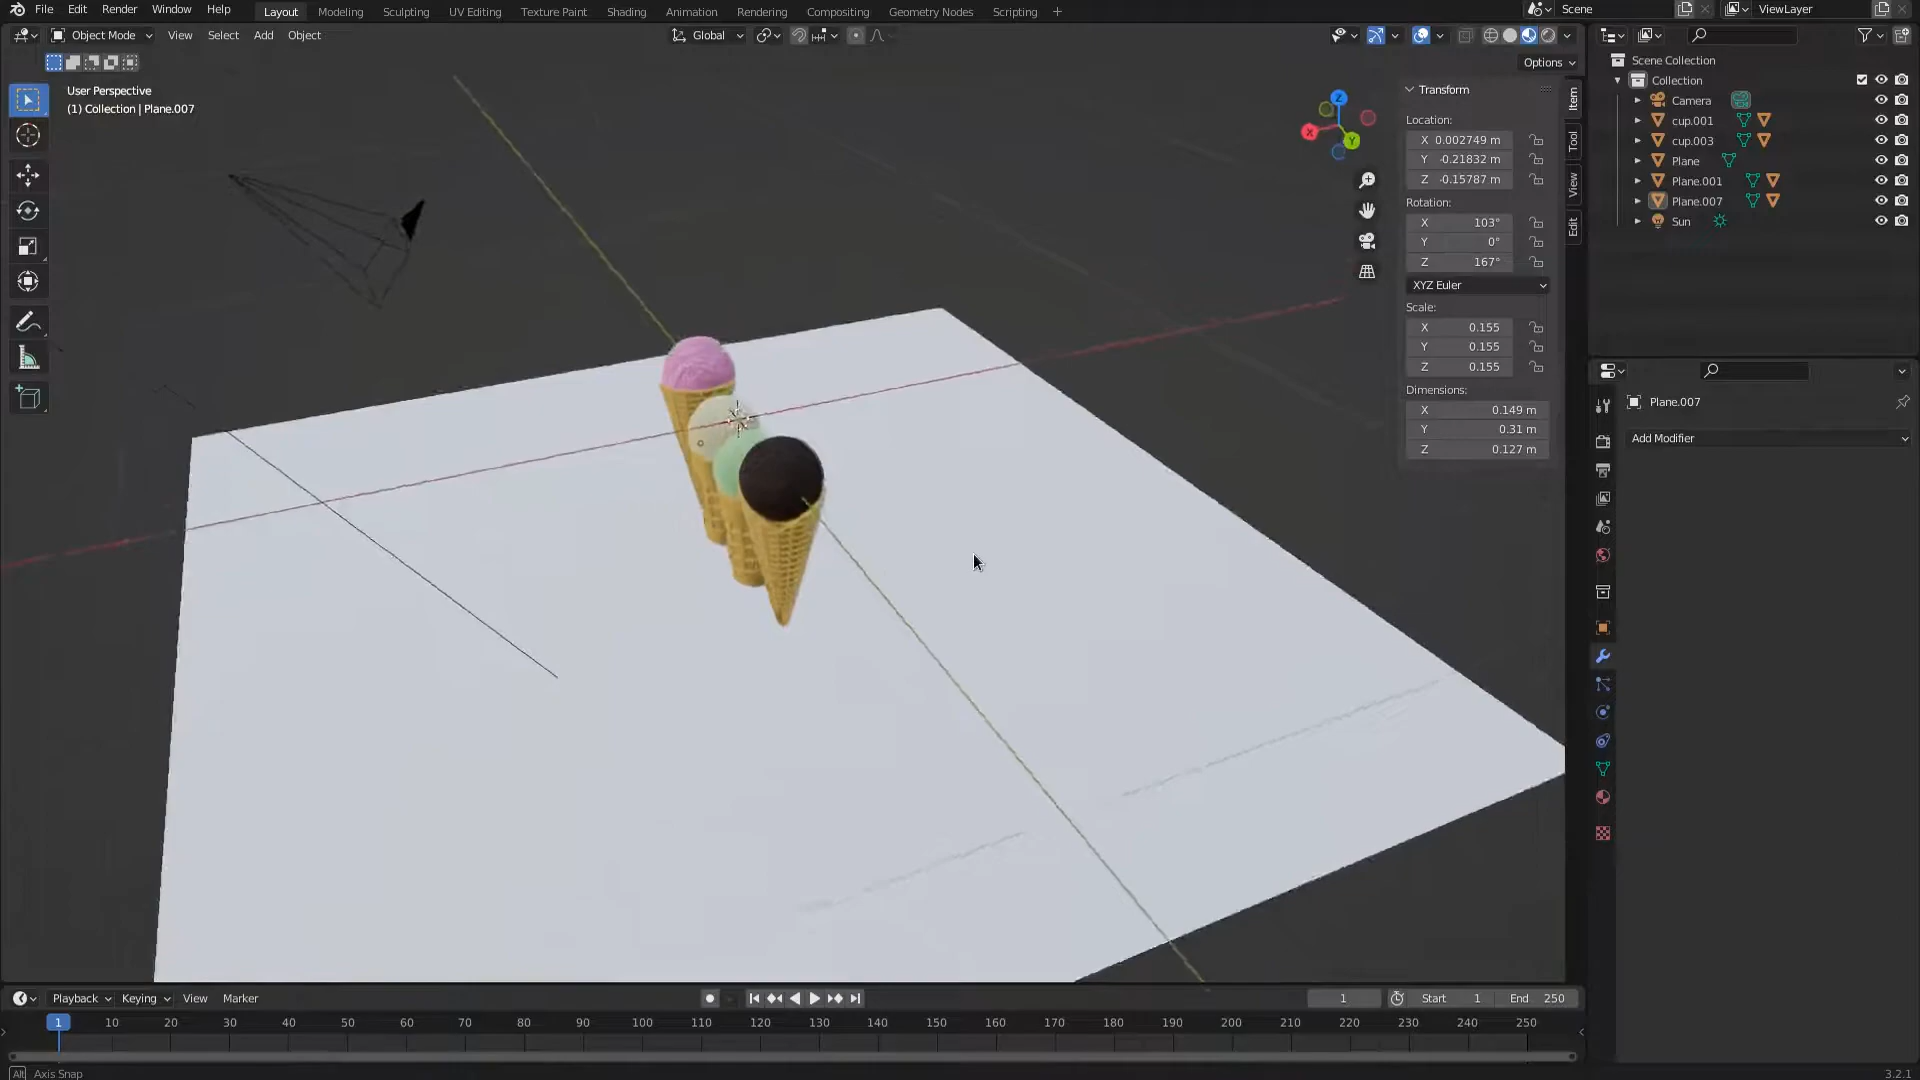 File Edit Render Window Help Layout Modeling Sculpting UV Editing Texture Paint Shading Animation Rendering Compositing Geometry Nodes Scripting + Scene ViewLayer
Object Mode View Select Add Object Global
Options
User Perspective
(1) Collection | Plane.007
Z
X
Y
Transform
Location:
X 0.002749 m
Y -0.21832 m
Z -0.15787 m
Rotation:
X 103°
Y 0°
Z 167°
XYZ Euler
Scale:
X 0.155
Y 0.155
Z 0.155
Dimensions:
X 0.149 m
Y 0.31 m
Z 0.127 m
Item
Tool
View
Edit
Scene Collection
Collection
Camera
cup.001
cup.003
Plane
Plane.001
Plane.007
Sun
Plane.007
Add Modifier
Playback Keying View Marker 1 Start 1 End 250
1 10 20 30 40 50 60 70 80 90 100 110 120 130 140 150 160 170 180 190 200 210 220 230 240 250
Alt Axis Snap 3.2.1